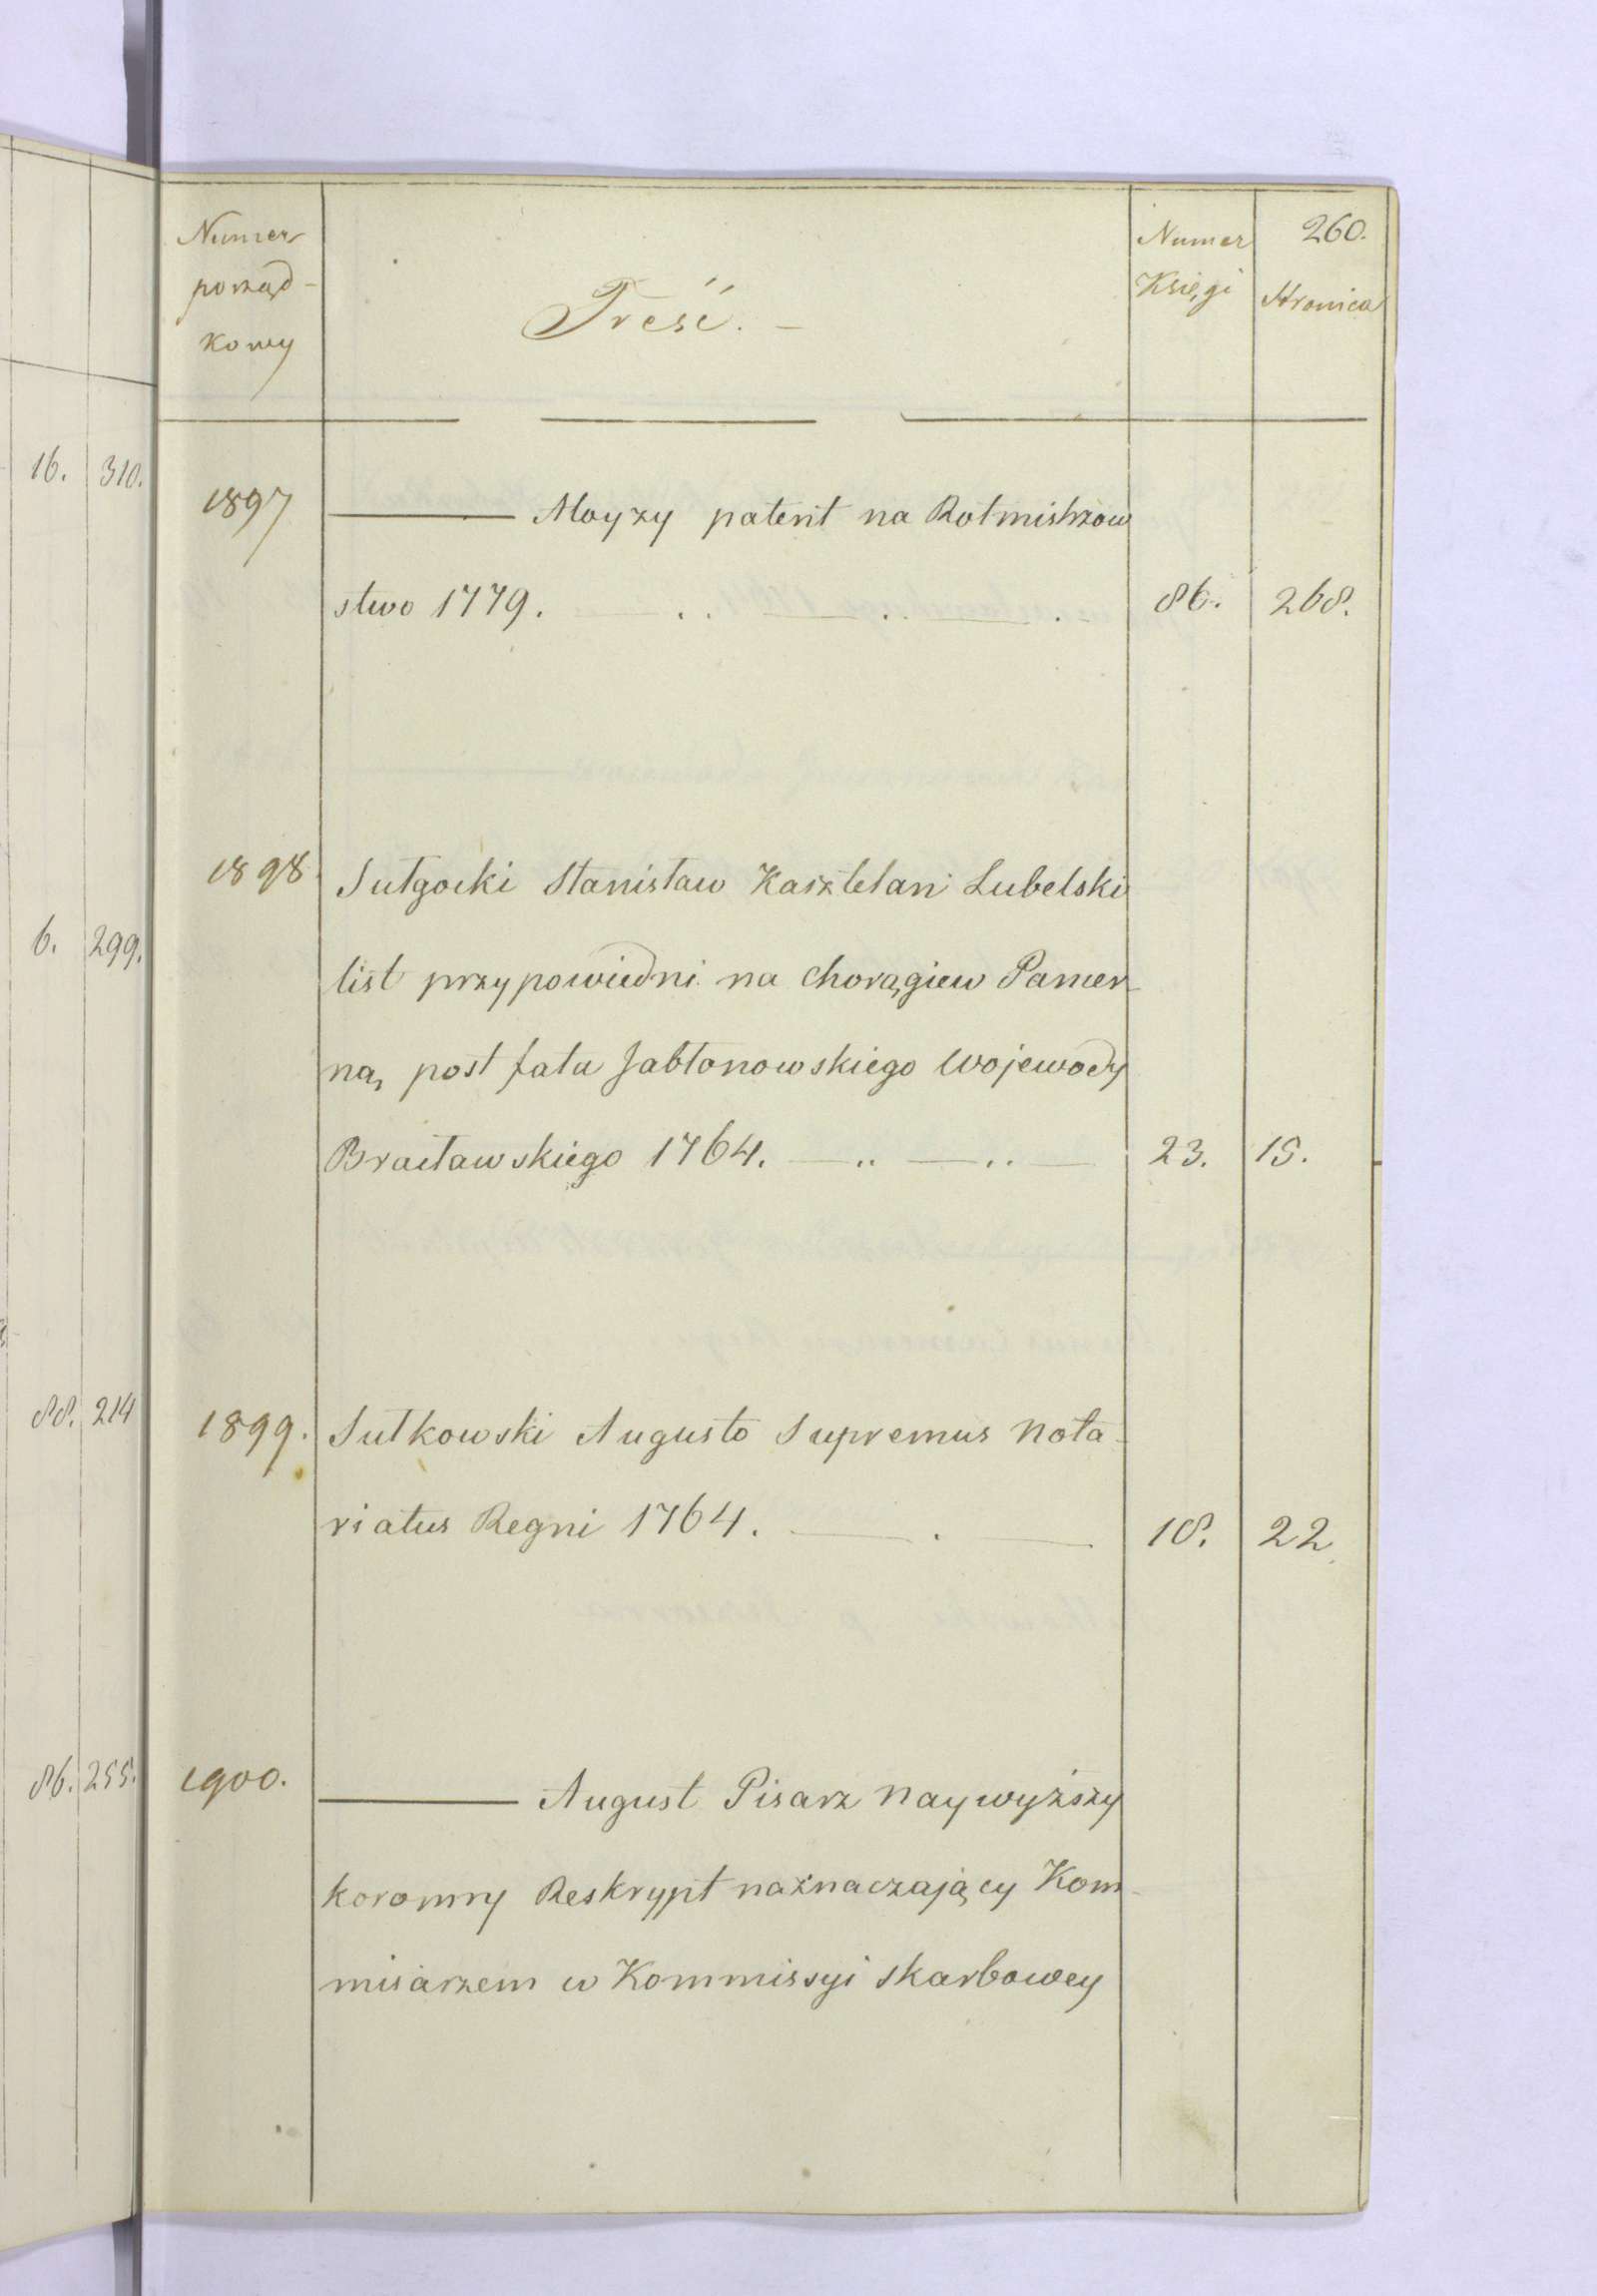 16. 310.
6. 299.
88. 214
86. 255.
260.
Numer porząd-kowy
Treść. -
Numer Księgi
Stronica
1897 ——— Aloyzy patent na Rotmistrzow
stwo 1779. 86. 268.
1898. Sułgocki Stanisław Kasztelan Lubelski
list przypowiedni na chorągiew Pancer-
ną, post fata Jabłonowskiego Wojewody
Bracławskiego 1764. 23. 15.
1899. Sułkowski Augusto Supremus Nota-
riatus Regni 1764. 18. 22.
1900. ——— August Pisarz Naywyższy
koronny Reskrypt naznaczający Kom-
misarzem w Kommissyi Skarbowey